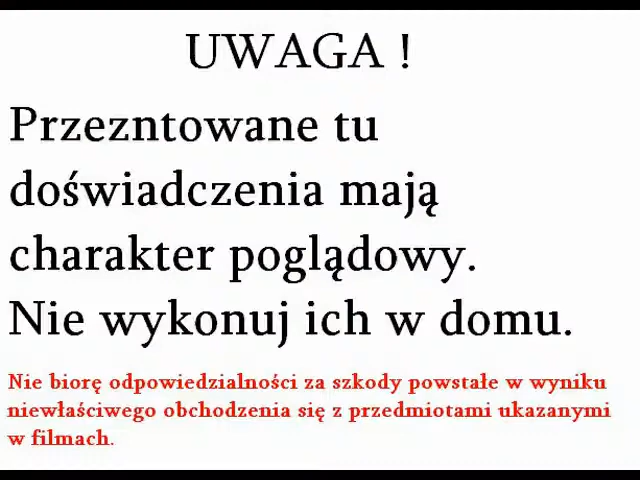 UWAGA !
Przezntowane tu
doświadczenia mają
charakter poglądowy.
Nie wykonuj ich w domu.
Nie biorę odpowiedzialności za szkody powstałe w wyniku
niewłaściwego obchodzenia się z przedmiotami ukazanymi
w filmach.